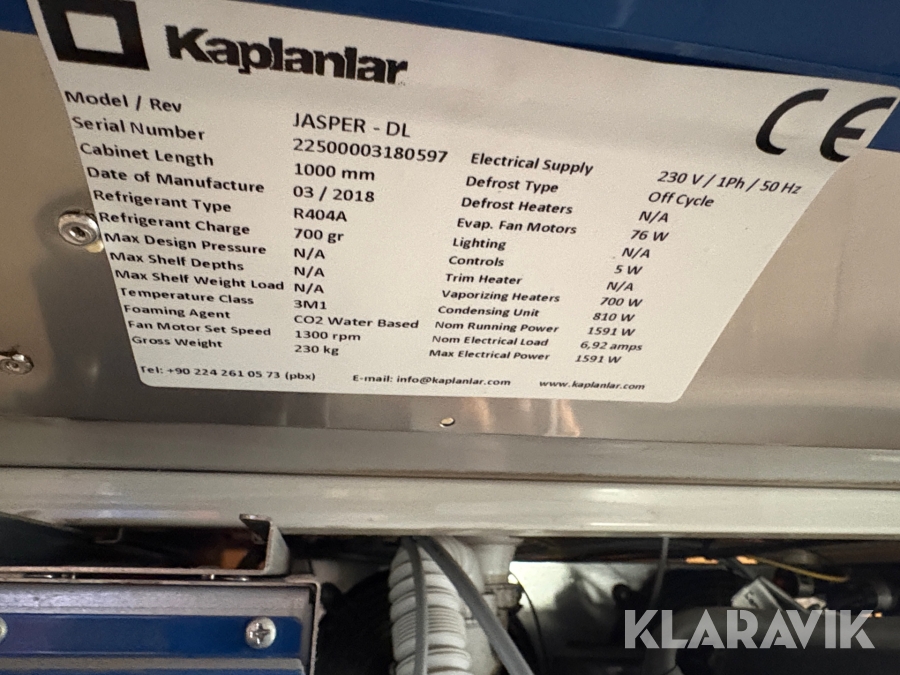 Kaplanlar
CE
Model / Rev JASPER - DL
Serial Number 22500003180597
Cabinet Length 1000 mm
Date of Manufacture 03 / 2018
Refrigerant Type R404A
Refrigerant Charge 700 gr
Max Design Pressure N/A
Max Shelf Depths N/A
Max Shelf Weight Load N/A
Temperature Class 3M1
Foaming Agent CO2 Water Based
Fan Motor Set Speed 1300 rpm
Gross Weight 230 kg
Electrical Supply 230 V / 1Ph / 50 Hz
Defrost Type Off Cycle
Defrost Heaters N/A
Evap. Fan Motors 76 W
Lighting N/A
Controls 5 W
Trim Heater N/A
Vaporizing Heaters 700 W
Condensing Unit 810 W
Nom Running Power 1591 W
Nom Electrical Load 6,92 amps
Max Electrical Power 1591 W
Tel: +90 224 261 05 73 (pbx) E-mail: info@kaplanlar.com www.kaplanlar.com
KLARAVIK